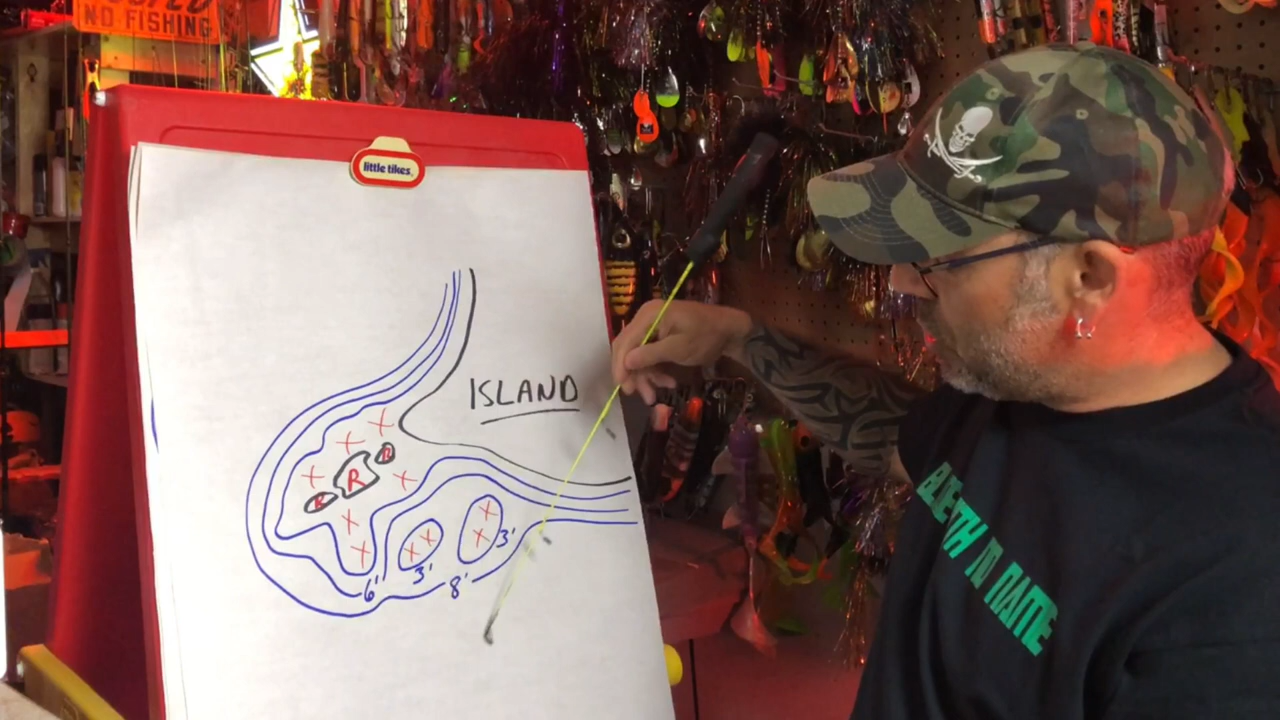 NO FISHING
little tikes
ISLAND
R
R
R
3'
6'
3'
8'